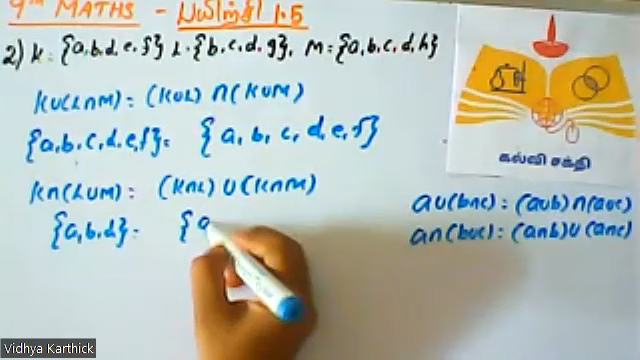 9th MATHS - பயிற்சி 1.5
2) K = {a,b,d,e,f} L = {b,c,d,g}, M = {a,b,c,d,h}
K∪(L∩M) = (K∪L) ∩ (K∪M)
{a,b,c,d,e,f} = {a, b, c, d, e, f}
K∩(L∪M) = (K∩L) ∪ (K∩M)
{a,b,d} = {a
A∪(B∩C) = (A∪B)∩(A∪C)
A∩(B∪C) = (A∩B)∪(A∩C)
கல்வி சக்தி
Vidhya Karthick